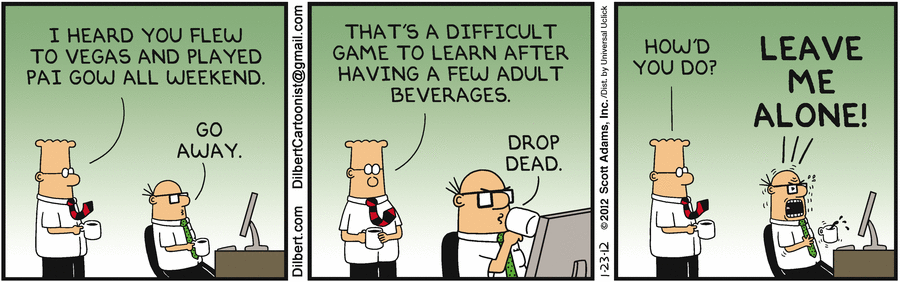 I HEARD YOU FLEW
TO VEGAS AND PLAYED
PAI GOW ALL WEEKEND.
GO
AWAY.
Dilbert.com DilbertCartoonist@gmail.com
THAT'S A DIFFICULT
GAME TO LEARN AFTER
HAVING A FEW ADULT
BEVERAGES.
DROP
DEAD.
1-23-12 ©2012 Scott Adams, Inc. /Dist. by Universal Uclick
HOW'D
YOU DO?
LEAVE
ME
ALONE!